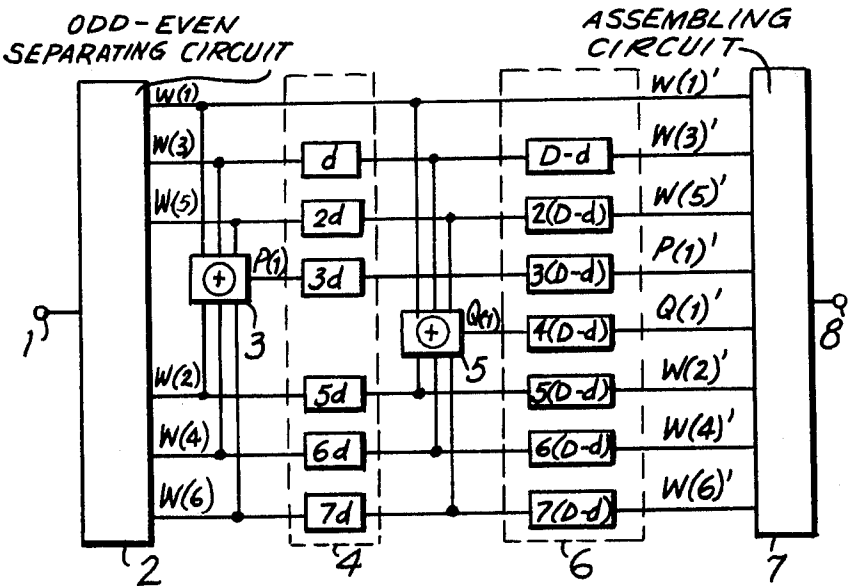 ODD-EVEN
SEPARATING CIRCUIT
ASSEMBLING
CIRCUIT
W(1)
W(1)'
W(3)
d
D-d
W(3)'
W(5)
2d
2(D-d)
W(5)'
+
P(1)
3d
3(D-d)
P(1)'
1
3
+
Q(1)
4(D-d)
Q(1)'
8
5
W(2)
5d
5(D-d)
W(2)'
W(4)
6d
6(D-d)
W(4)'
W(6)
7d
7(D-d)
W(6)'
2
4
6
7